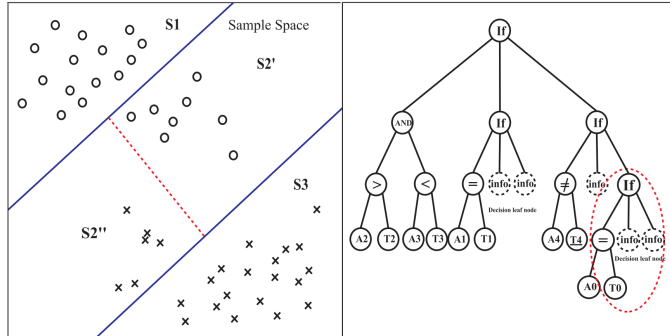 S1
Sample Space
S2'
S3
S2''
If
AND
If
If
>
<
=
info
info
≠
info
If
Decision leaf node
A2
T2
A3
T3
A1
T1
A4
T4
=
info
info
Decision leaf node
A0
T0